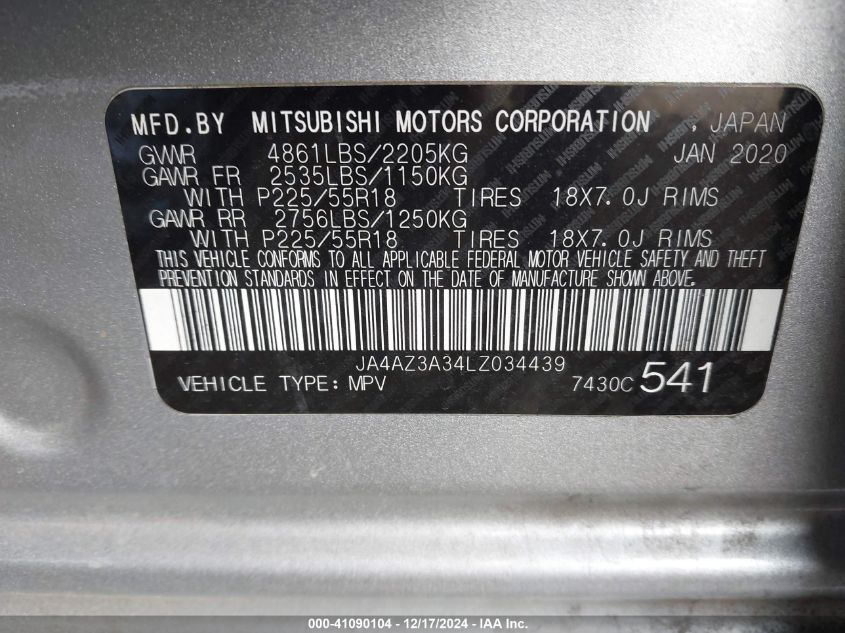 MFD.BY MITSUBISHI MOTORS CORPORATION , JAPAN
GVWR 4861LBS/2205KG JAN 2020
GAWR FR 2535LBS/1150KG
WITH P225/55R18 TIRES 18X7.0J RIMS
GAWR RR 2756LBS/1250KG
WITH P225/55R18 TIRES 18X7.0J RIMS
THIS VEHICLE CONFORMS TO ALL APPLICABLE FEDERAL MOTOR VEHICLE SAFETY AND THEFT
PREVENTION STANDARDS IN EFFECT ON THE DATE OF MANUFACTURE SHOWN ABOVE.
JA4AZ3A34LZ034439
VEHICLE TYPE: MPV 7430C 541
000-41090104 - 12/17/2024 - IAA Inc.